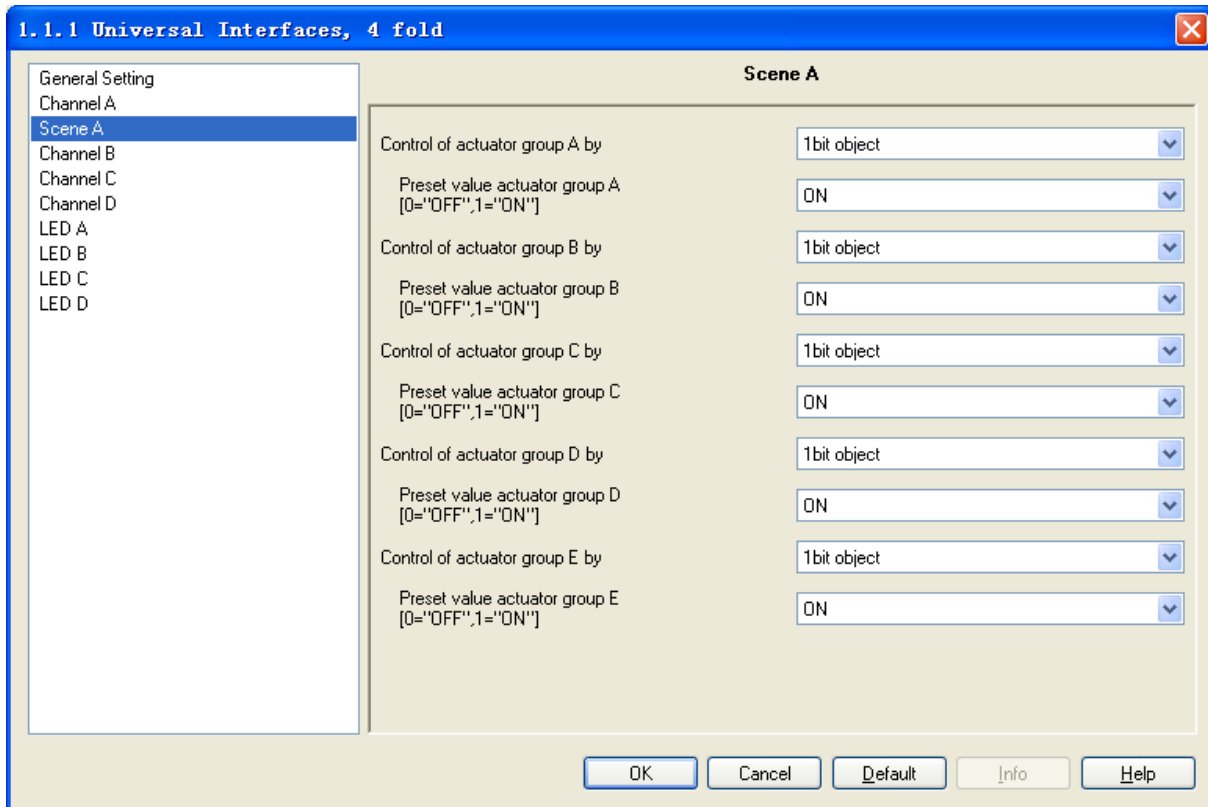 1.1.1 Universal Interfaces, 4 fold
General Setting
Channel A
Scene A
Channel B
Channel C
Channel D
LED A
LED B
LED C
LED D
Scene A
Control of actuator group A by
1bit object
Preset value actuator group A
[0="OFF",1="ON"]
ON
Control of actuator group B by
1bit object
Preset value actuator group B
[0="OFF",1="ON"]
ON
Control of actuator group C by
1bit object
Preset value actuator group C
[0="OFF",1="ON"]
ON
Control of actuator group D by
1bit object
Preset value actuator group D
[0="OFF",1="ON"]
ON
Control of actuator group E by
1bit object
Preset value actuator group E
[0="OFF",1="ON"]
ON
OK
Cancel
Default
Info
Help